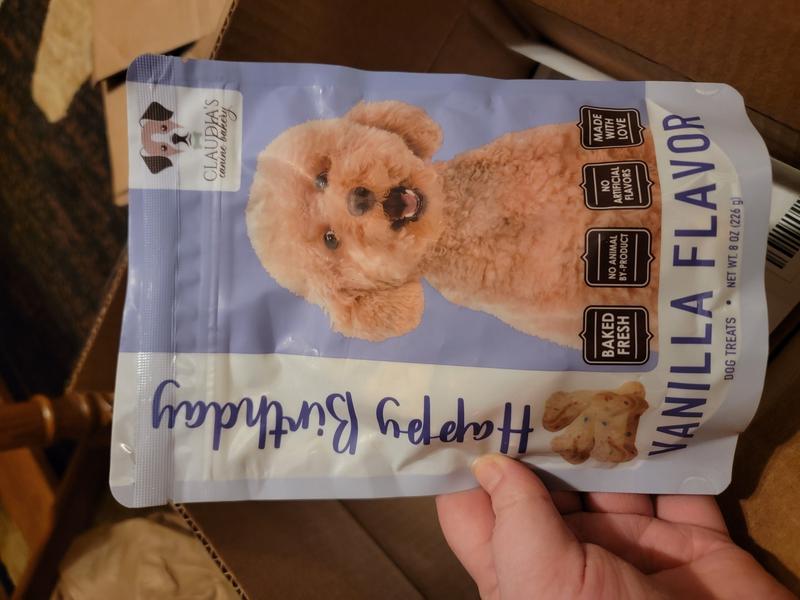 CLAUDIA'S
canine bakery
Happy Birthday
MADE
WITH
LOVE
NO
ARTIFICIAL
FLAVORS
NO ANIMAL
BY-PRODUCT
BAKED
FRESH
VANILLA FLAVOR
DOG TREATS • NET WT. 8 OZ (226 g)